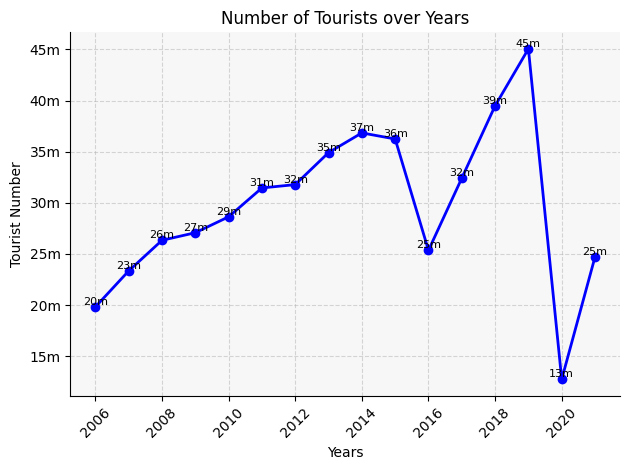 Number of Tourists over Years
Tourist Number
45m
40m
35m
30m
25m
20m
15m
20m
23m
26m
27m
29m
31m
32m
35m
37m
36m
25m
32m
39m
45m
13m
25m
2006
2008
2010
2012
2014
2016
2018
2020
Years